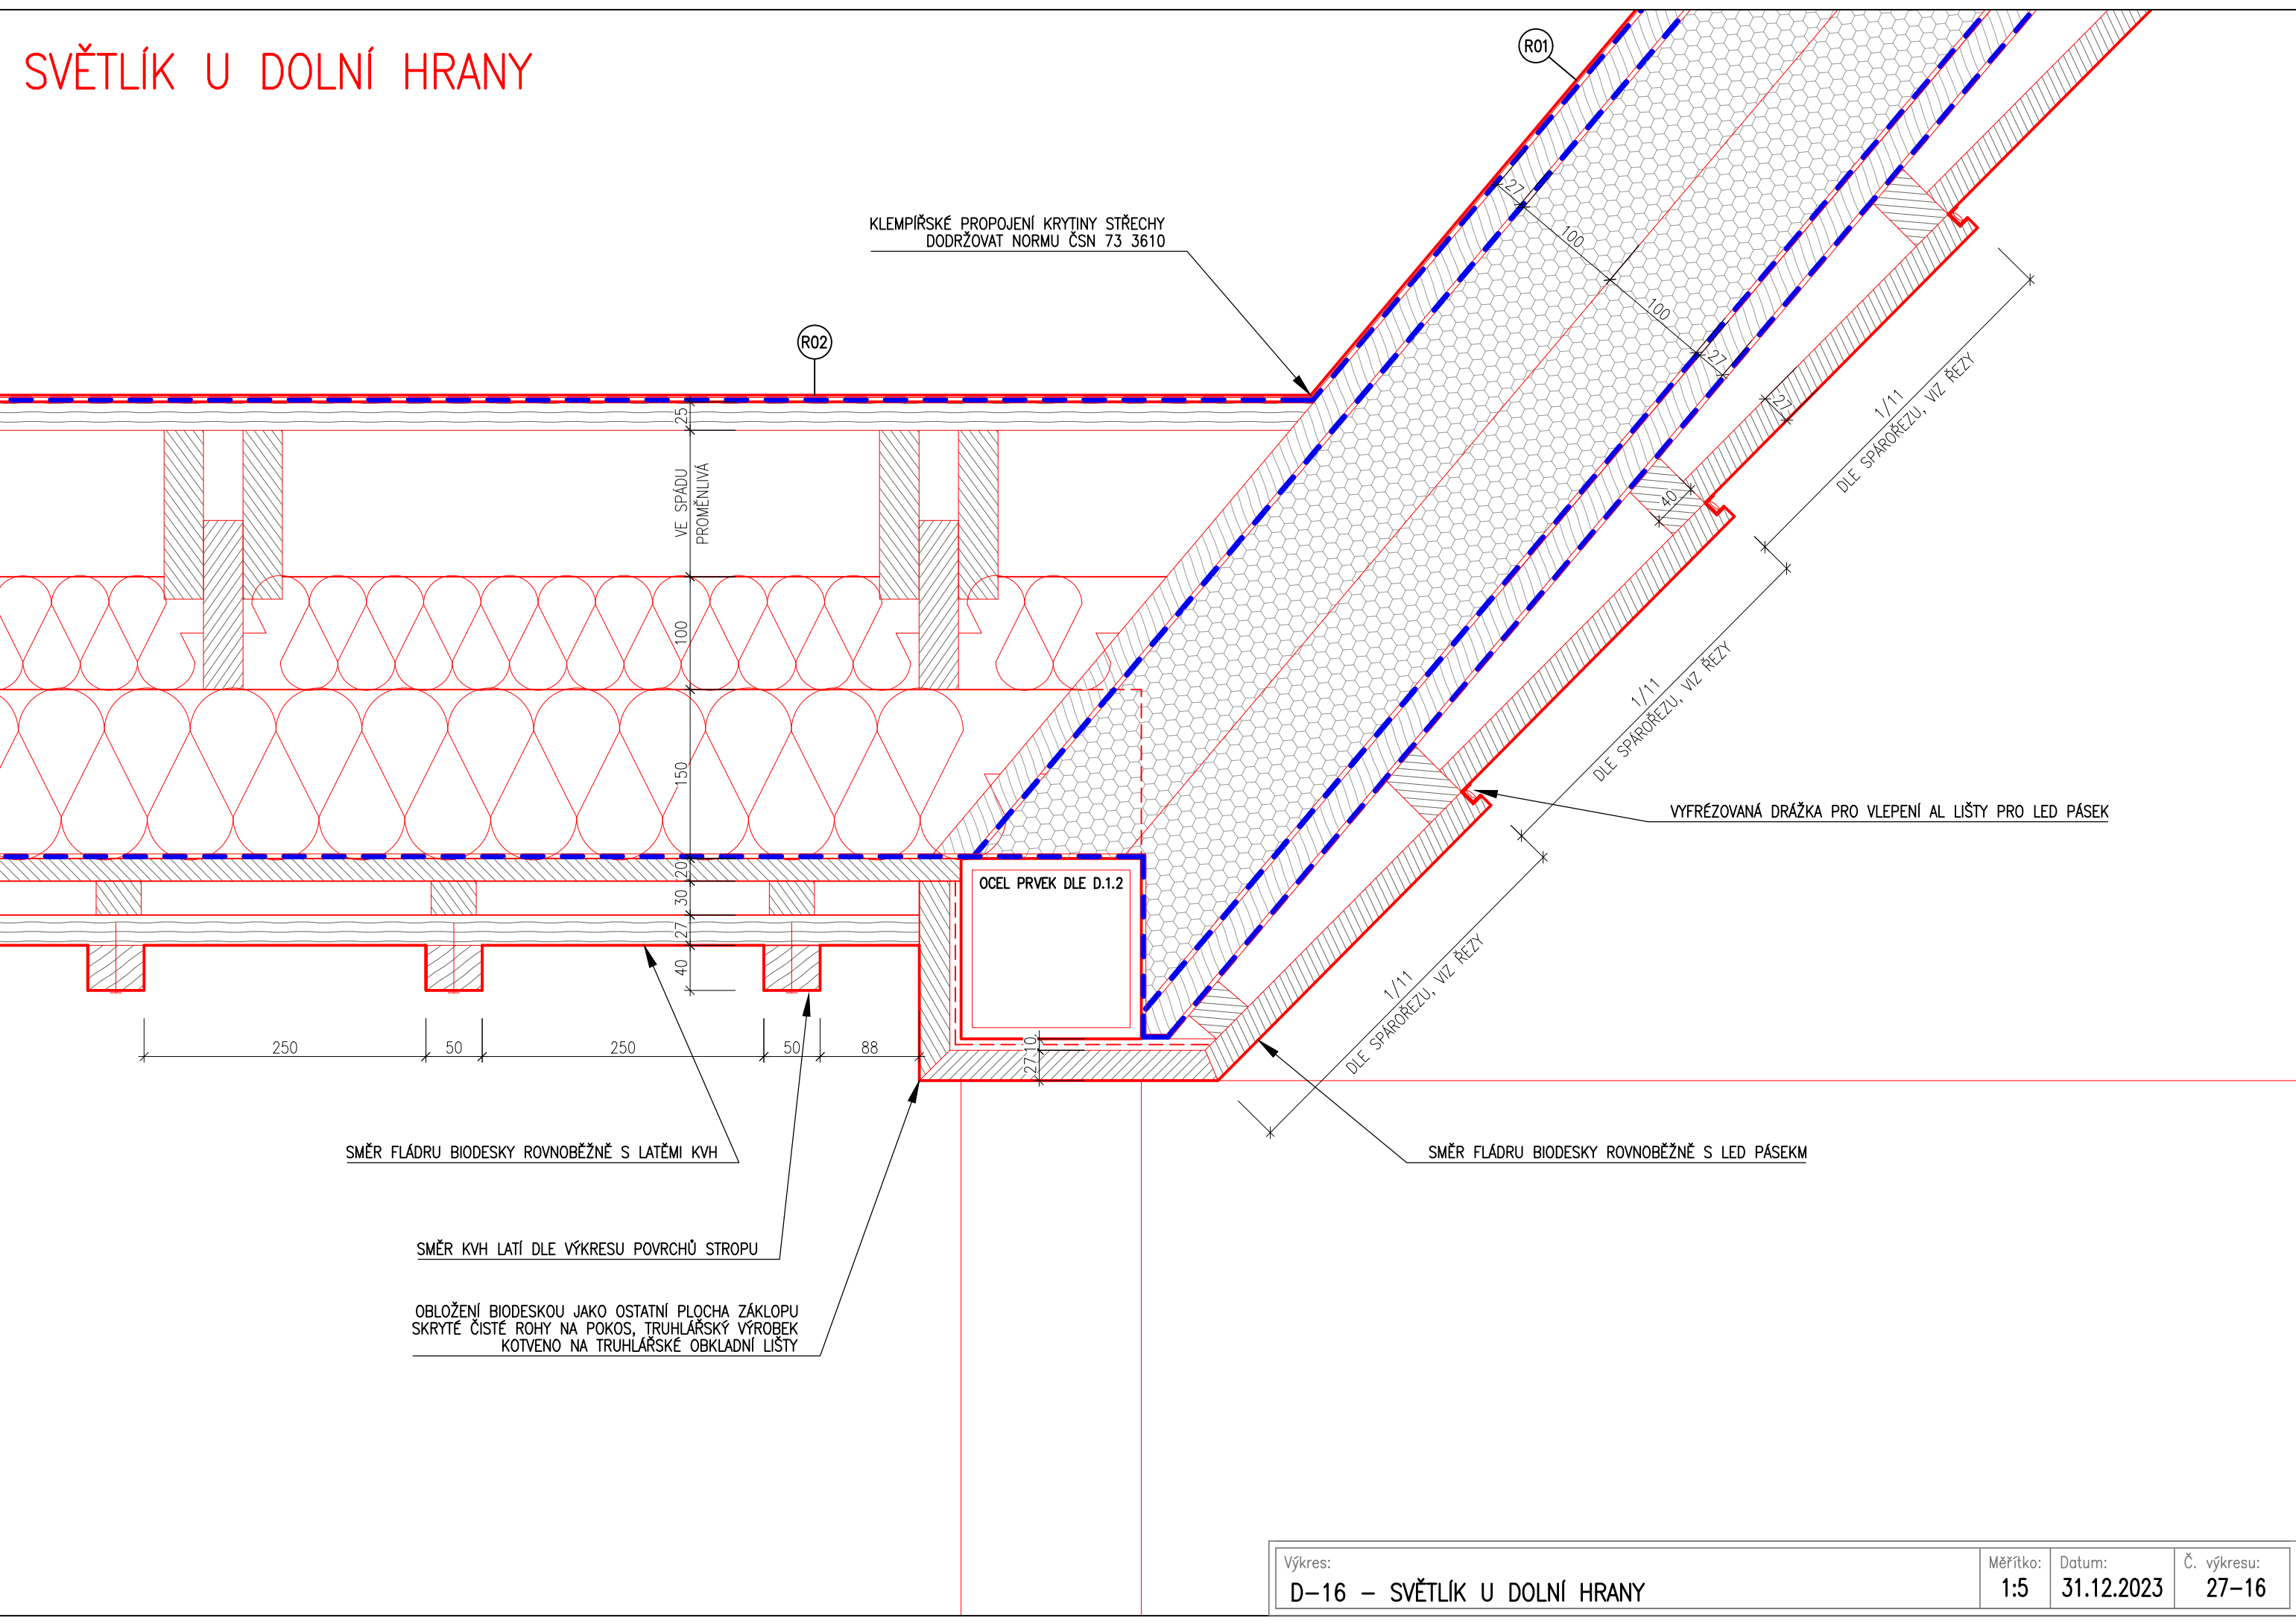 SVĚTLÍK U DOLNÍ HRANY
R01
KLEMPÍŘSKÉ PROPOJENÍ KRYTINY STŘECHY
DODRŽOVAT NORMU ČSN 73 3610
R02
27
100
100
27
27
40
1/11
DLE SPÁROŘEZU, VIZ ŘEZY
1/11
DLE SPÁROŘEZU, VIZ ŘEZY
1/11
DLE SPÁROŘEZU, VIZ ŘEZY
25
VE SPÁDU
PROMĚNLIVÁ
100
150
20
30
27
40
VYFRÉZOVANÁ DRÁŽKA PRO VLEPENÍ AL LIŠTY PRO LED PÁSEK
OCEL PRVEK DLE D.1.2
250
50
250
50
88
10
27
SMĚR FLÁDRU BIODESKY ROVNOBĚŽNĚ S LATĚMI KVH
SMĚR FLÁDRU BIODESKY ROVNOBĚŽNĚ S LED PÁSEKM
SMĚR KVH LATÍ DLE VÝKRESU POVRCHŮ STROPU
OBLOŽENÍ BIODESKOU JAKO OSTATNÍ PLOCHA ZÁKLOPU
SKRYTÉ ČISTÉ ROHY NA POKOS, TRUHLÁŘSKÝ VÝROBEK
KOTVENO NA TRUHLÁŘSKÉ OBKLADNÍ LIŠTY
Výkres:
D-16 - SVĚTLÍK U DOLNÍ HRANY
Měřítko:
1:5
Datum:
31.12.2023
Č. výkresu:
27-16